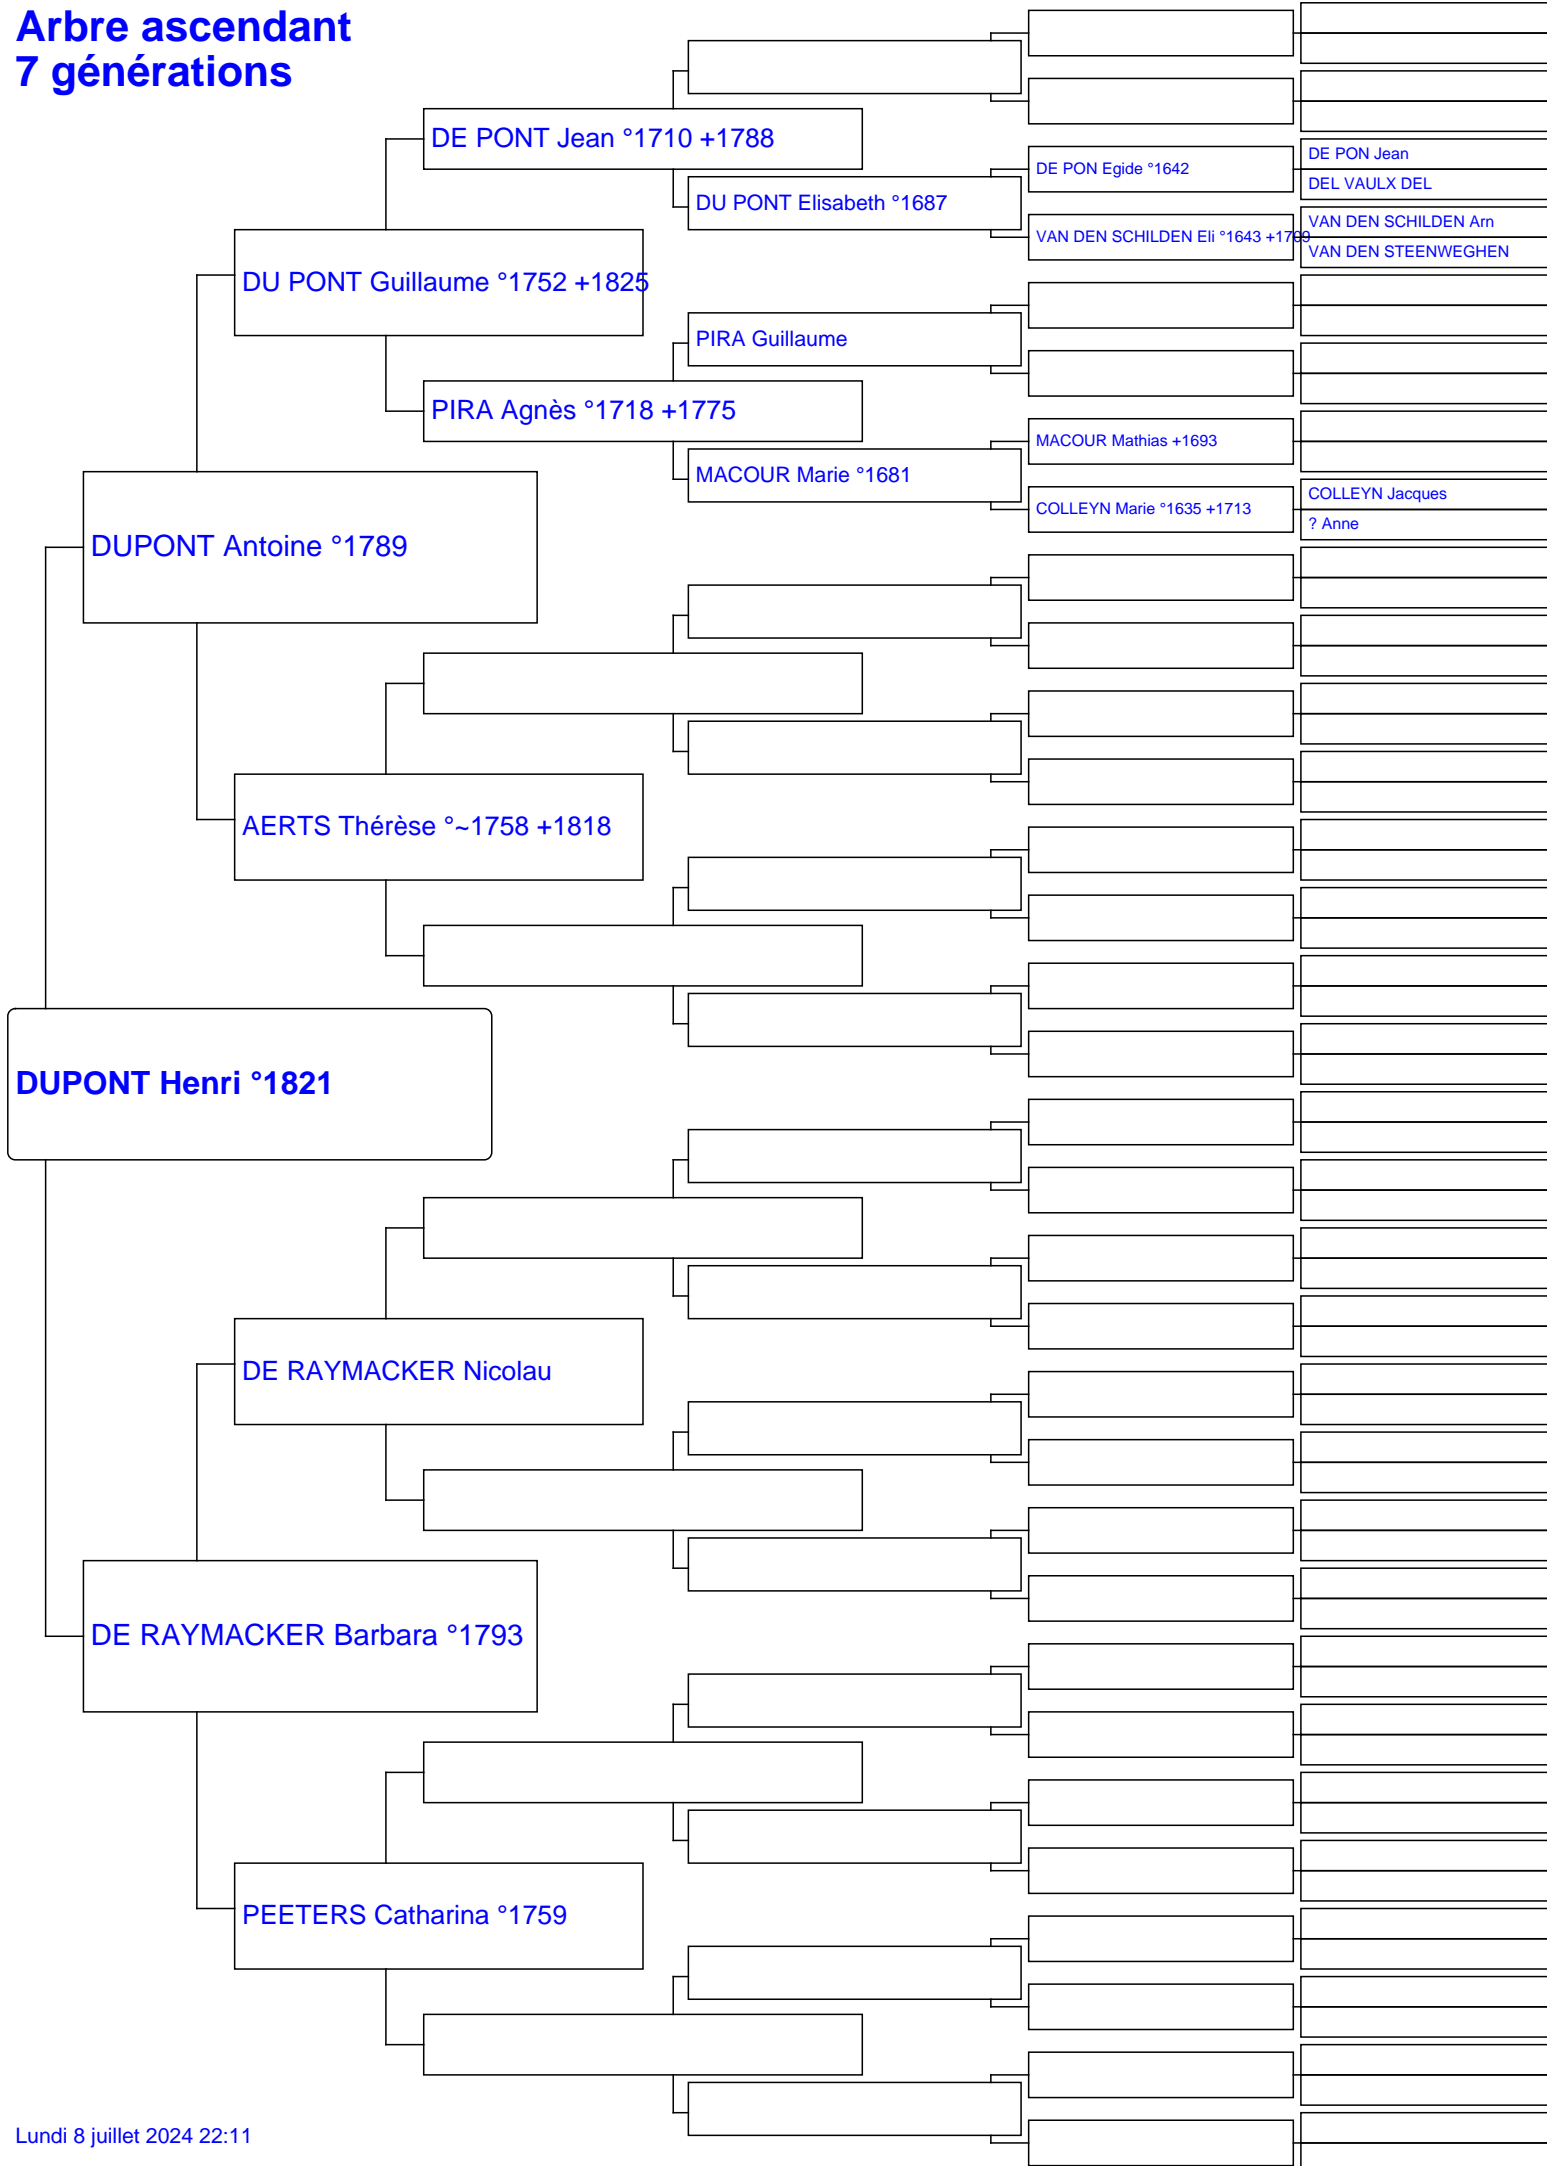 Arbre ascendant
7 générations
DE PONT Jean °1710 +1788
DE PON Egide °1642
DE PON Jean
DEL VAULX DEL
DU PONT Elisabeth °1687
VAN DEN SCHILDEN Eli °1643 +1709
VAN DEN SCHILDEN Arn
VAN DEN STEENWEGHEN
DU PONT Guillaume °1752 +1825
PIRA Guillaume
PIRA Agnès °1718 +1775
MACOUR Mathias +1693
MACOUR Marie °1681
COLLEYN Marie °1635 +1713
COLLEYN Jacques
? Anne
DUPONT Antoine °1789
AERTS Thérèse °~1758 +1818
DUPONT Henri °1821
DE RAYMACKER Nicolau
DE RAYMACKER Barbara °1793
PEETERS Catharina °1759
Lundi 8 juillet 2024 22:11